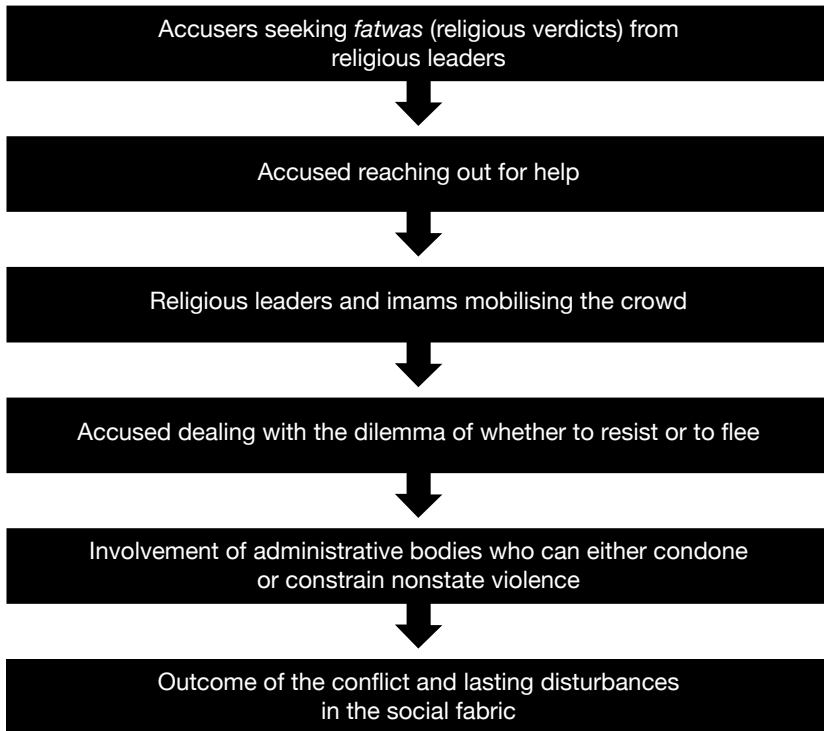 Accusers seeking fatwas (religious verdicts) from
religious leaders
Accused reaching out for help
Religious leaders and imams mobilising the crowd
Accused dealing with the dilemma of whether to resist or to flee
Involvement of administrative bodies who can either condone
or constrain nonstate violence
Outcome of the conflict and lasting disturbances
in the social fabric